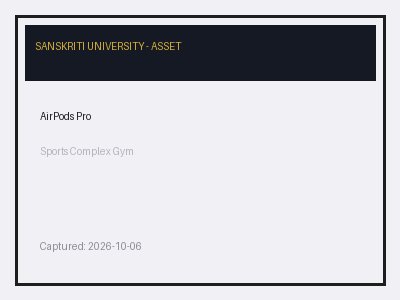 SANSKRITI UNIVERSITY - ASSET
AirPods Pro
Sports Complex Gym
Captured: 2026-10-06